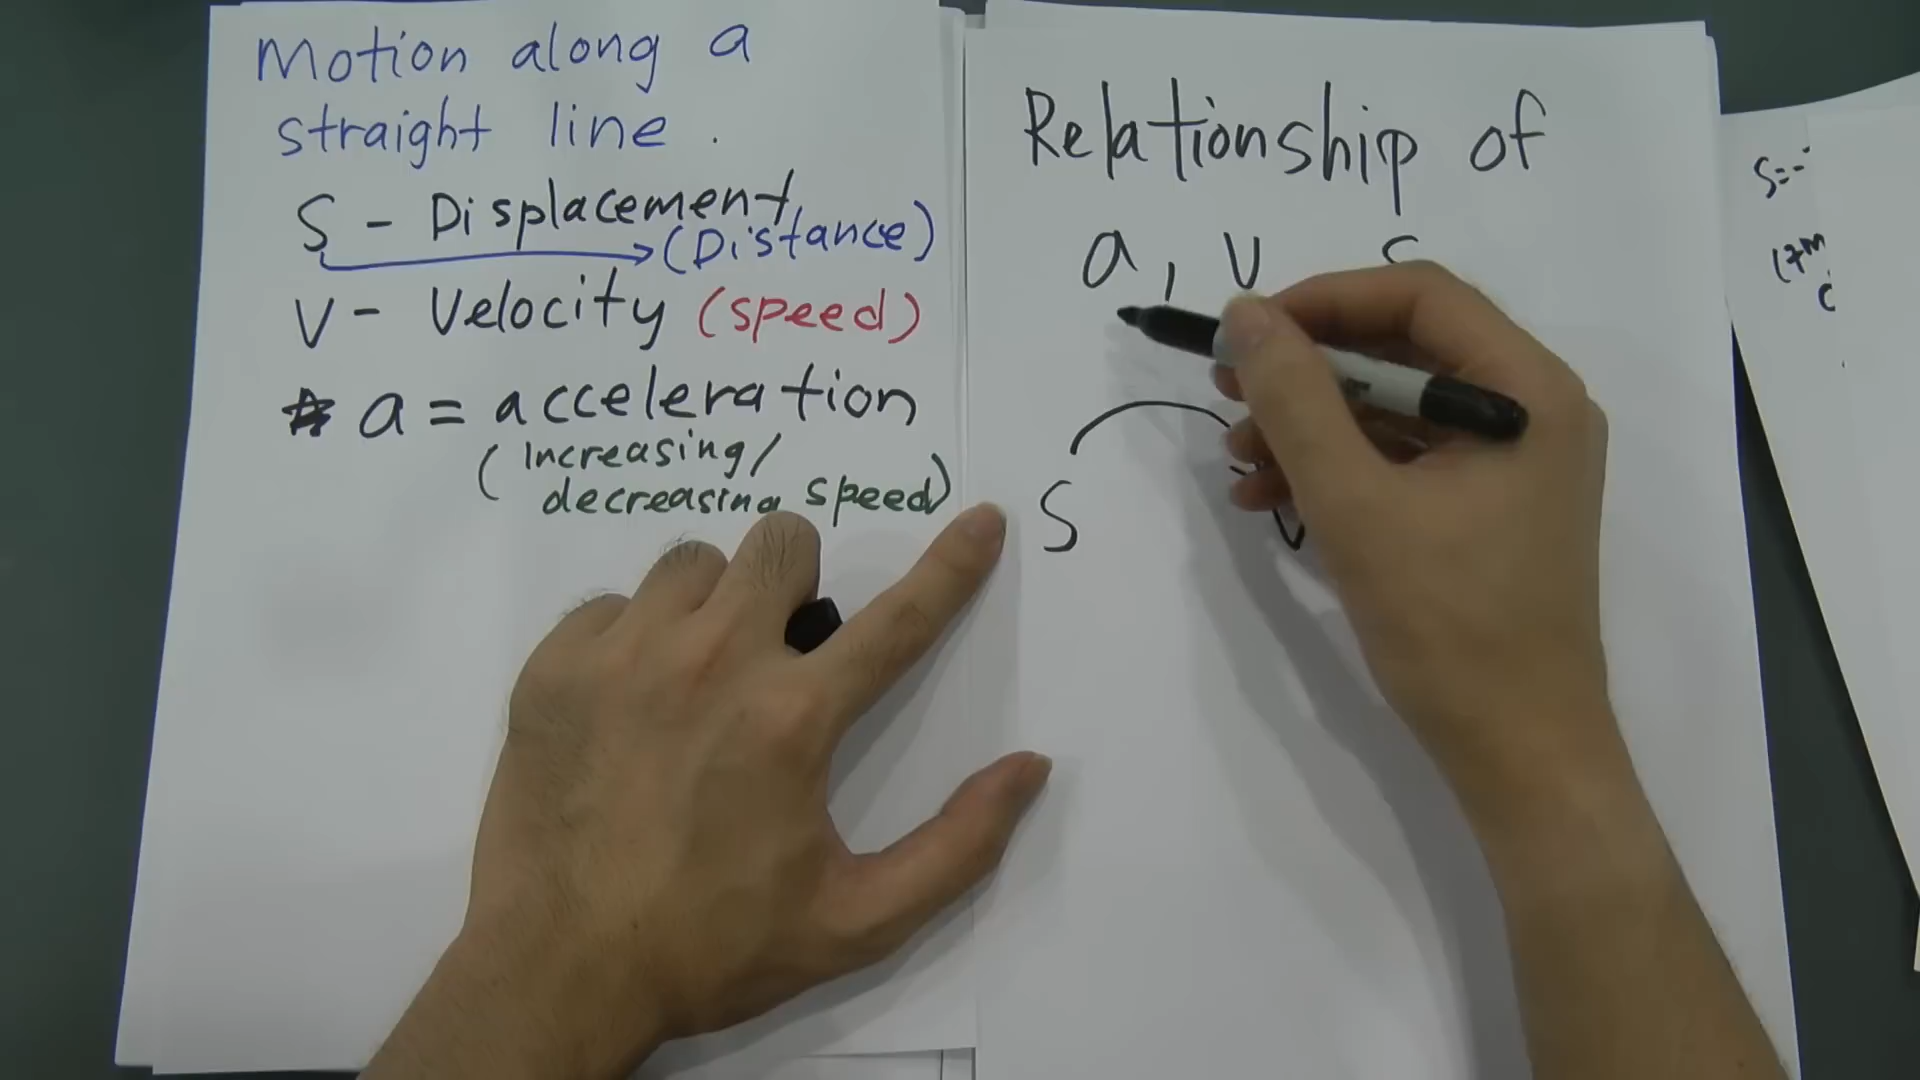 Motion along a
straight line.
S - Displacement
(Distance)
V - Velocity (speed)
* a = acceleration
(Increasing/
decreasing speed)
Relationship of
a, v S
S v
S=--